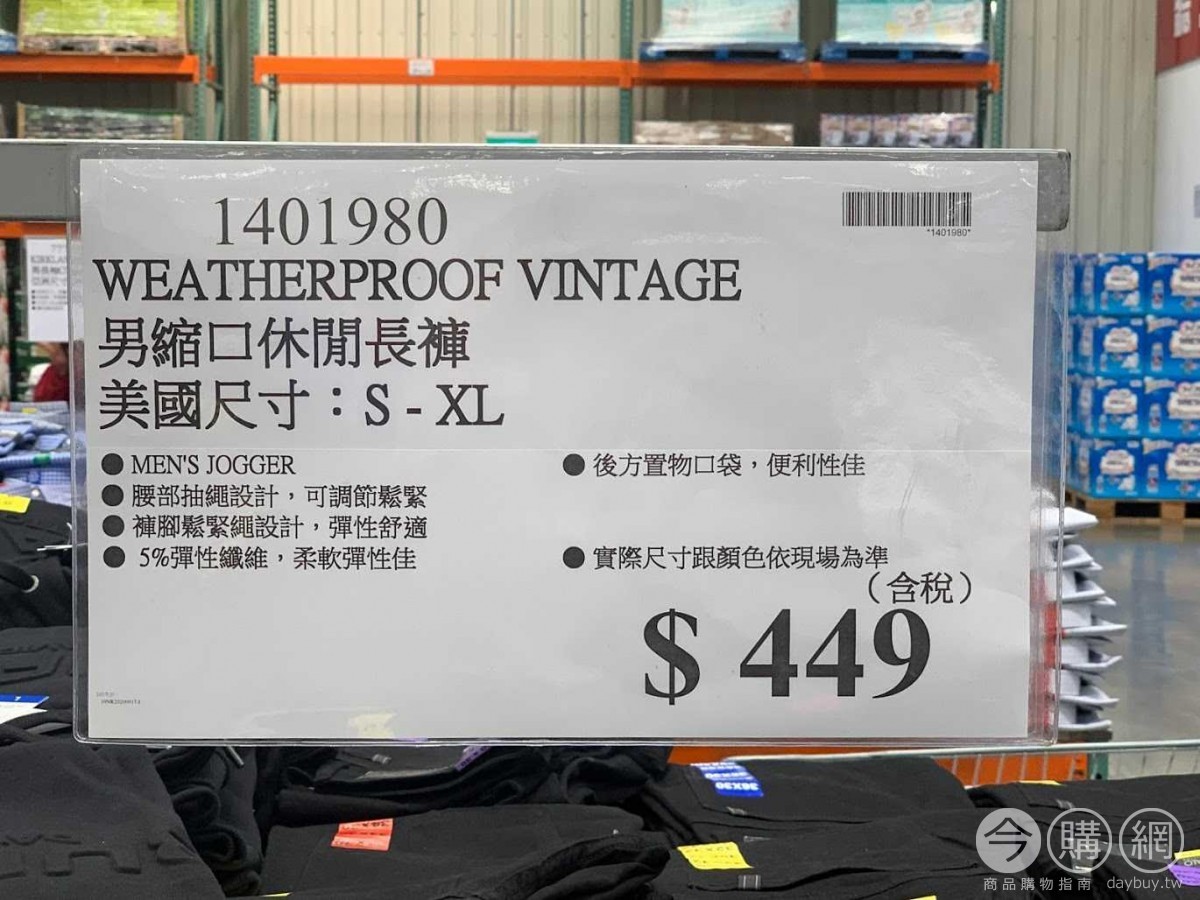 1401980
*1401980*
WEATHERPROOF VINTAGE
男縮口休閒長褲
美國尺寸：S - XL
● MEN'S JOGGER
● 腰部抽繩設計，可調節鬆緊
● 褲腳鬆緊繩設計，彈性舒適
● 5%彈性纖維，柔軟彈性佳
● 後方置物口袋，便利性佳
● 實際尺寸跟顏色依現場為準
（含稅）
$ 449
36X30
今購網
商品購物指南 daybuy.tw